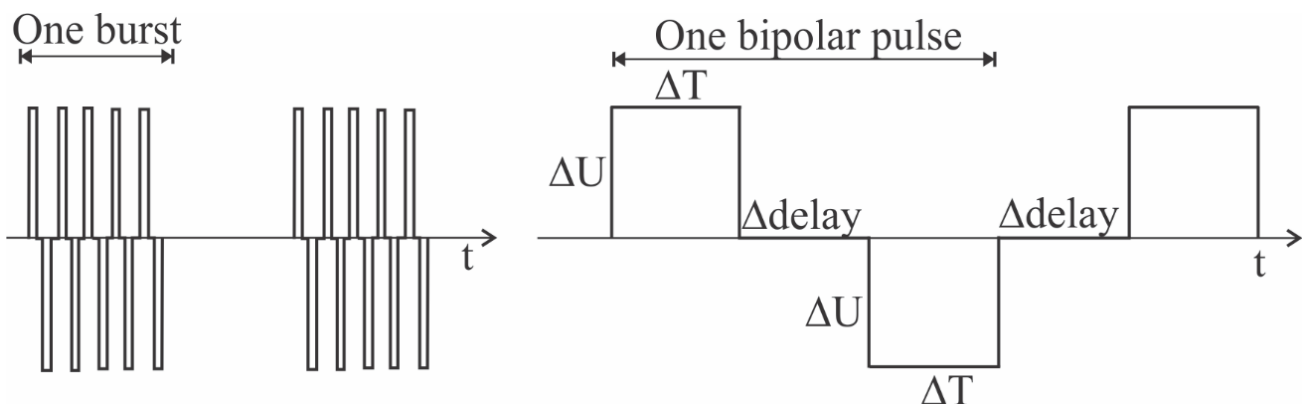 One burst
t
One bipolar pulse
ΔT
ΔU
Δdelay
Δdelay
ΔU
t
ΔT